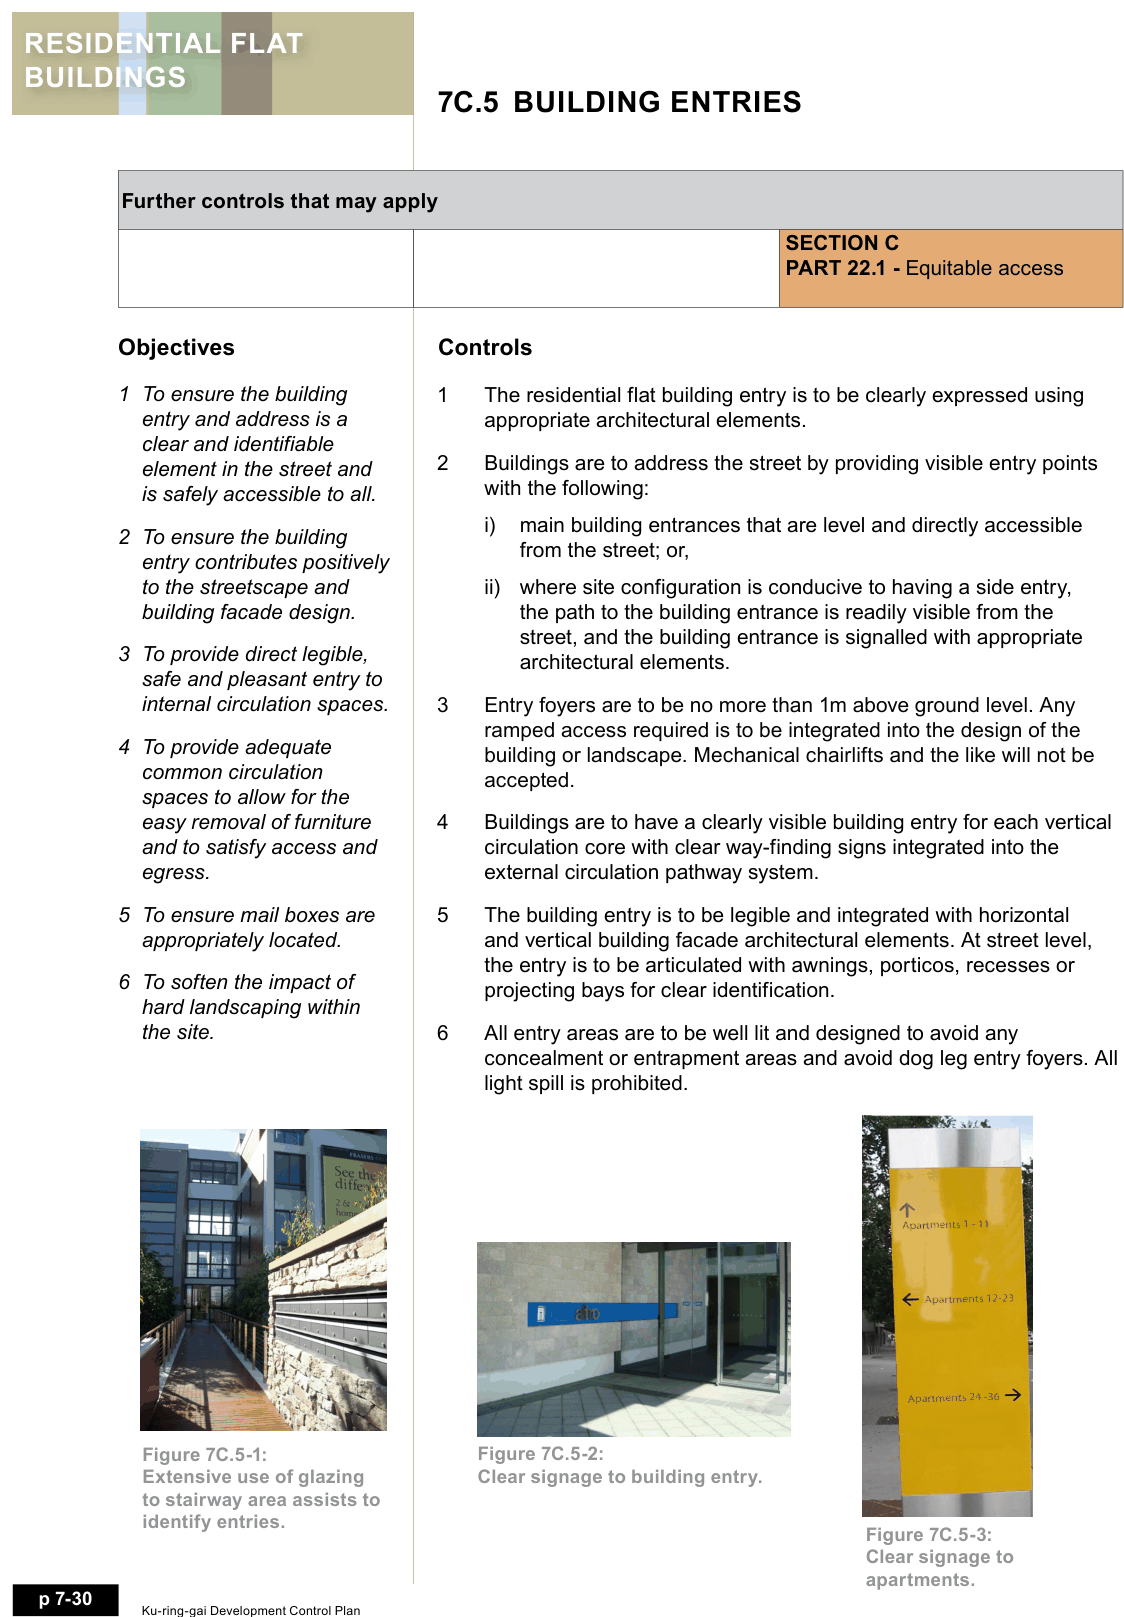 RESIDENTIAL FLAT
BUILDINGS
7C.5 BUILDING ENTRIES
Further controls that may apply
SECTION C
PART 22.1 - Equitable access
Objectives
1 To ensure the building
entry and address is a
clear and identifiable
element in the street and
is safely accessible to all.
2 To ensure the building
entry contributes positively
to the streetscape and
building facade design.
3 To provide direct legible,
safe and pleasant entry to
internal circulation spaces.
4 To provide adequate
common circulation
spaces to allow for the
easy removal of furniture
and to satisfy access and
egress.
5 To ensure mail boxes are
appropriately located.
6 To soften the impact of
hard landscaping within
the site.
Controls
1 The residential flat building entry is to be clearly expressed using
appropriate architectural elements.
2 Buildings are to address the street by providing visible entry points
with the following:
i) main building entrances that are level and directly accessible
from the street; or,
ii) where site configuration is conducive to having a side entry,
the path to the building entrance is readily visible from the
street, and the building entrance is signalled with appropriate
architectural elements.
3 Entry foyers are to be no more than 1m above ground level. Any
ramped access required is to be integrated into the design of the
building or landscape. Mechanical chairlifts and the like will not be
accepted.
4 Buildings are to have a clearly visible building entry for each vertical
circulation core with clear way-finding signs integrated into the
external circulation pathway system.
5 The building entry is to be legible and integrated with horizontal
and vertical building facade architectural elements. At street level,
the entry is to be articulated with awnings, porticos, recesses or
projecting bays for clear identification.
6 All entry areas are to be well lit and designed to avoid any
concealment or entrapment areas and avoid dog leg entry foyers. All
light spill is prohibited.
FRASERS
See the
2 &
Figure 7C.5-1:
Extensive use of glazing
to stairway area assists to
identify entries.
alto
Figure 7C.5-2:
Clear signage to building entry.
Apartments 1 - 11
Apartments 12-23
Apartments 24 -36
Figure 7C.5-3:
Clear signage to
apartments.
p 7-30
Ku-ring-gai Development Control Plan